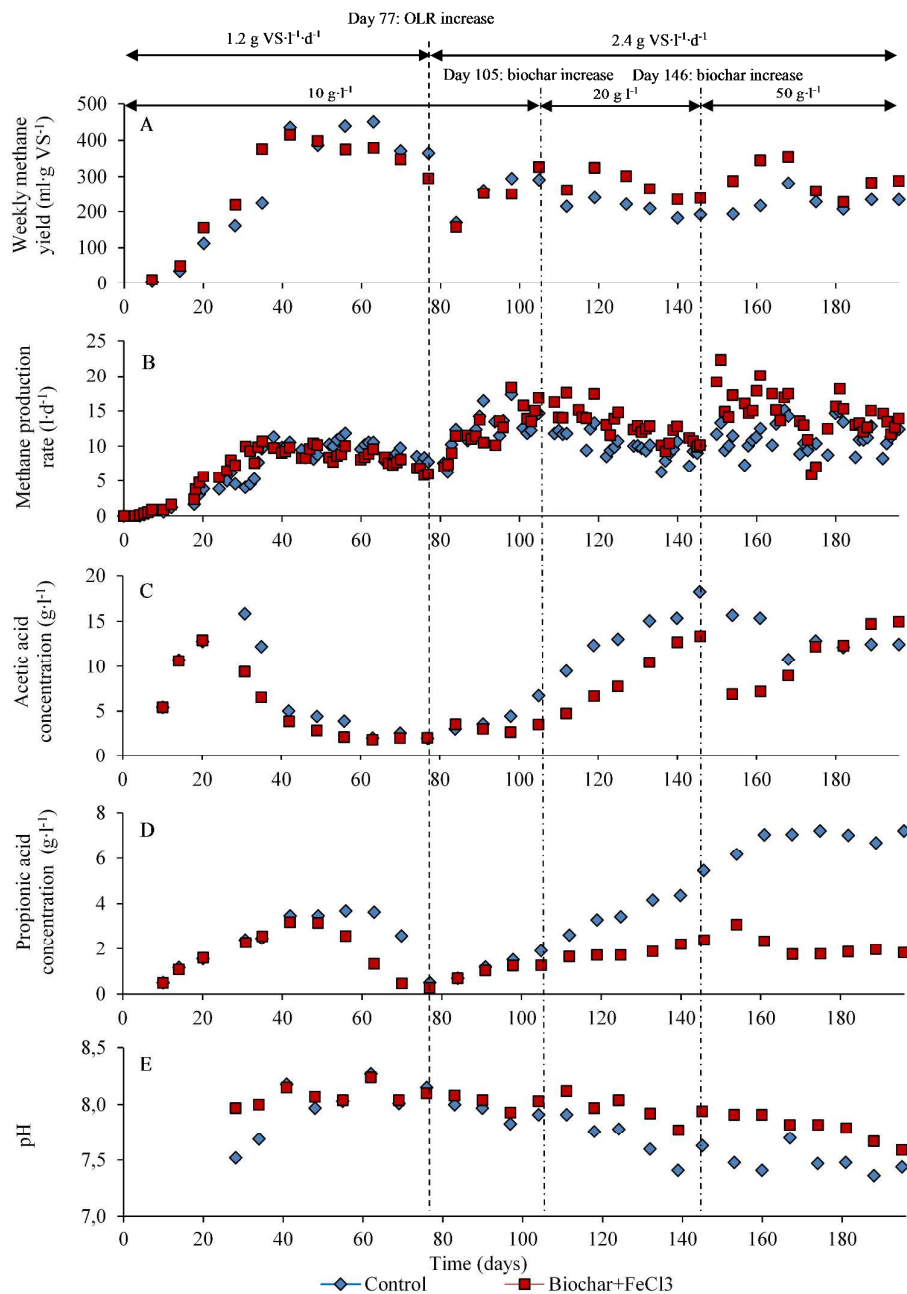 Day 77: OLR increase
1.2 g VS·l⁻¹·d⁻¹
2.4 g VS·l⁻¹·d⁻¹
Day 105: biochar increase
Day 146: biochar increase
10 g·l⁻¹
20 g·l⁻¹
50 g·l⁻¹
A
Weekly methane
yield (ml·g VS⁻¹)
500
400
300
200
100
0
0 20 40 60 80 100 120 140 160 180
B
Methane production
rate (l·d⁻¹)
25
20
15
10
5
0
0 20 40 60 80 100 120 140 160 180
C
Acetic acid
concentration (g·l⁻¹)
20
15
10
5
0
0 20 40 60 80 100 120 140 160 180
D
Propionic acid
concentration (g·l⁻¹)
8
6
4
2
0
0 20 40 60 80 100 120 140 160 180
E
pH
8,5
8,0
7,5
7,0
0 20 40 60 80 100 120 140 160 180
Time (days)
Control
Biochar+FeCl3